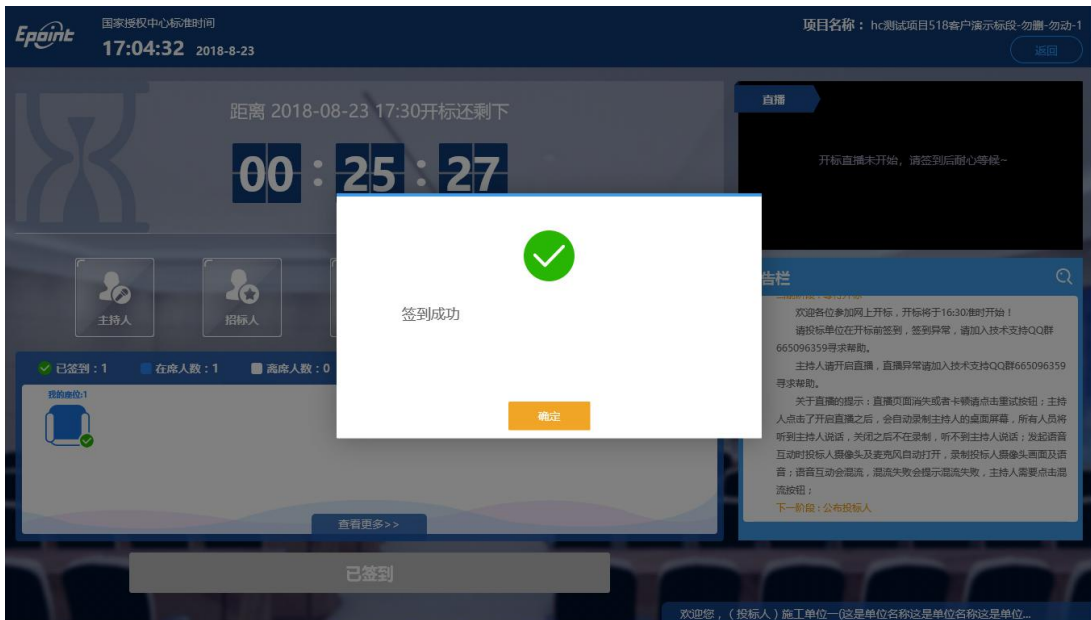 Epoint
国家授权中心标准时间
17:04:32 2018-8-23
项目名称：hc测试项目518客户演示标段-勿删-勿动-1
返回
距离 2018-08-23 17:30开标还剩下
00 : 25 : 27
直播
开标直播未开始，请签到后耐心等候~
签到成功
确定
主持人
招标人
告栏
欢迎各位参加网上开标，开标将于16:30准时开始！
请投标单位在开标前签到，签到异常，请加入技术支持QQ群
665096359寻求帮助。
主持人请开启直播，直播异常请加入技术支持QQ群665096359
寻求帮助。
关于直播的提示：直播页面消失或者卡顿请点击重试按钮；主持
人点击了开启直播之后，会自动录制主持人的桌面屏幕，所有人员将
听到主持人说话，关闭之后不在录制，听不到主持人说话；发起语音
互动时投标人摄像头及麦克风自动打开，录制投标人摄像头画面及语
音；语音互动会混流，混流失败会提示混流失败，主持人需要点击混
流按钮；
下一阶段：公布投标人
已签到：1 在席人数：1 离席人数：0
我的座位:1
查看更多>>
已签到
欢迎您，（投标人）施工单位一(这是单位名称这是单位名称这是单位...